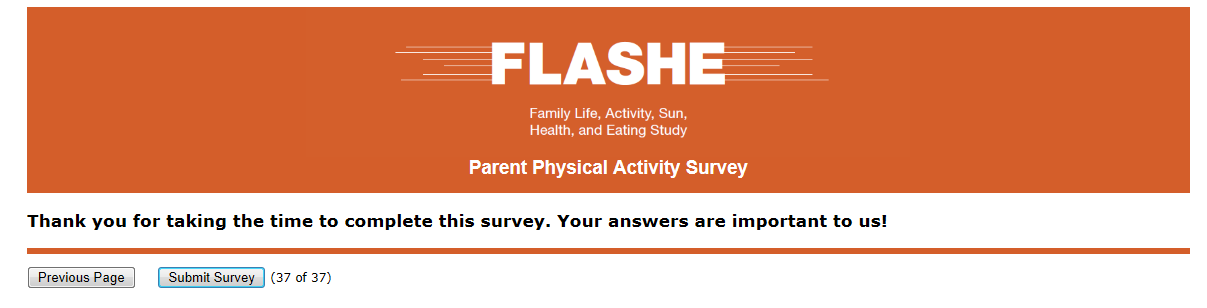 FLASHE
Family Life, Activity, Sun,
Health, and Eating Study
Parent Physical Activity Survey
Thank you for taking the time to complete this survey. Your answers are important to us!
Previous Page Submit Survey (37 of 37)